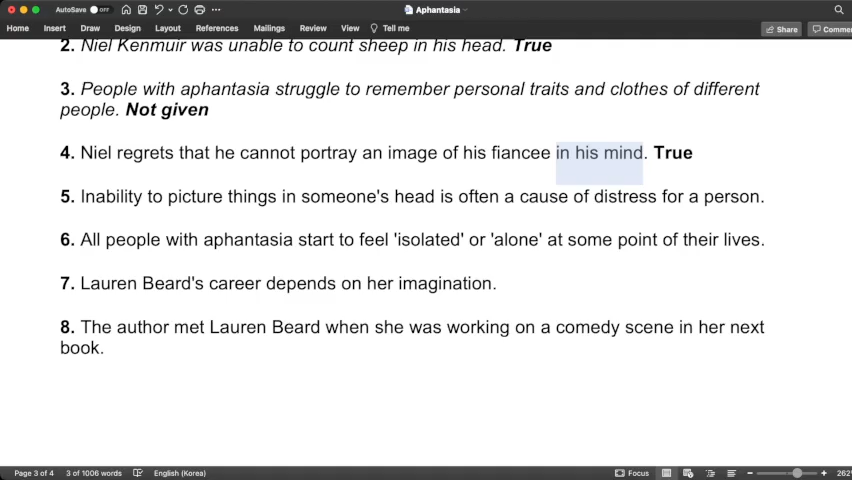 AutoSave OFF
Aphantasia
Home Insert Draw Design Layout References Mailings Review View Tell me Share
2. Niel Kenmuir was unable to count sheep in his head. True
3. People with aphantasia struggle to remember personal traits and clothes of different
people. Not given
4. Niel regrets that he cannot portray an image of his fiancee in his mind. True
5. Inability to picture things in someone's head is often a cause of distress for a person.
6. All people with aphantasia start to feel 'isolated' or 'alone' at some point of their lives.
7. Lauren Beard's career depends on her imagination.
8. The author met Lauren Beard when she was working on a comedy scene in her next
book.
Page 3 of 4 3 of 1006 words English (Korea) Focus